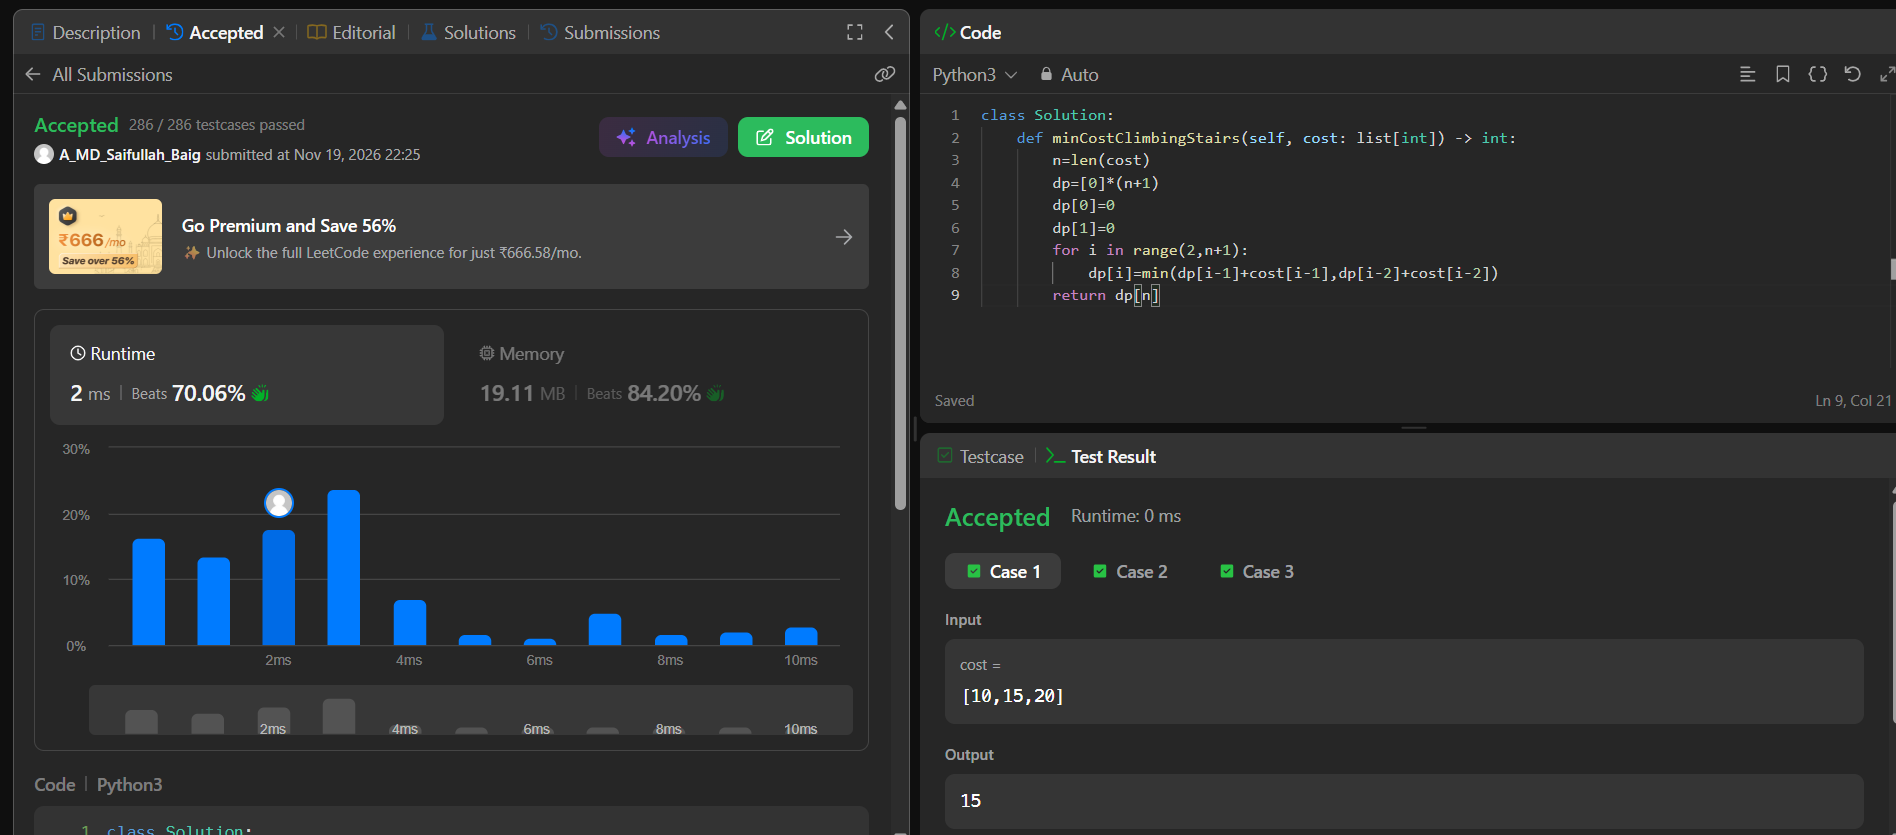 Description
Accepted
Editorial
Solutions
Submissions
All Submissions
Accepted 286 / 286 testcases passed
A_MD_Saifullah_Baig submitted at Nov 19, 2026 22:25
Analysis
Solution
₹666/mo
Save over 56%
Go Premium and Save 56%
✨ Unlock the full LeetCode experience for just ₹666.58/mo.
Runtime
2 ms | Beats 70.06%
Memory
19.11 MB | Beats 84.20%
30%
20%
10%
0%
2ms 4ms 6ms 8ms 10ms
2ms 4ms 6ms 8ms 10ms
Code | Python3
1 class Solution:
</> Code
Python3 Auto
1 class Solution:
2     def minCostClimbingStairs(self, cost: list[int]) -> int:
3         n=len(cost)
4         dp=[0]*(n+1)
5         dp[0]=0
6         dp[1]=0
7         for i in range(2,n+1):
8             dp[i]=min(dp[i-1]+cost[i-1],dp[i-2]+cost[i-2])
9         return dp[n]
Saved
Ln 9, Col 21
Testcase
>_ Test Result
Accepted Runtime: 0 ms
Case 1 Case 2 Case 3
Input
cost =
[10,15,20]
Output
15